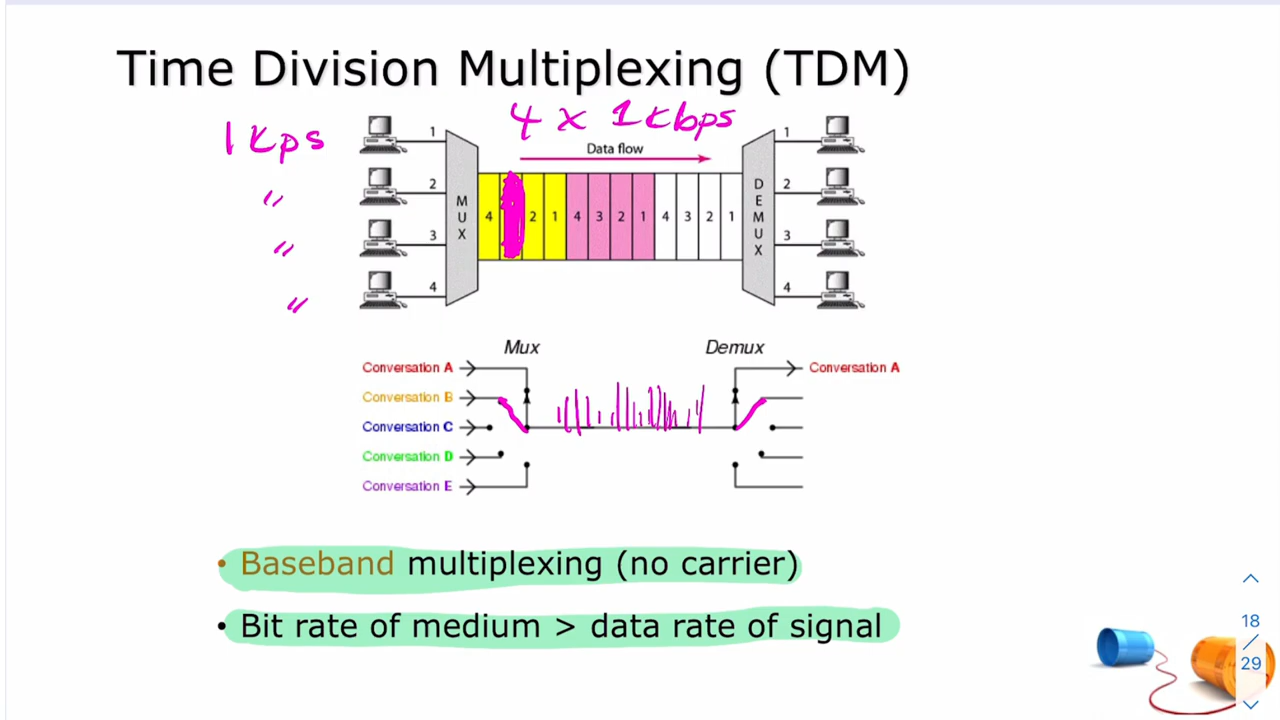 Time Division Multiplexing (TDM)
4 x 1kbps
1 Kps
"
"
"
Data flow
1
2
3
4
MUX
4 2 1 4 3 2 1 4 3 2 1
DEMUX
1
2
3
4
Mux
Demux
Conversation A
Conversation B
Conversation C
Conversation D
Conversation E
Conversation A
• Baseband multiplexing (no carrier)
• Bit rate of medium > data rate of signal
18
/
29